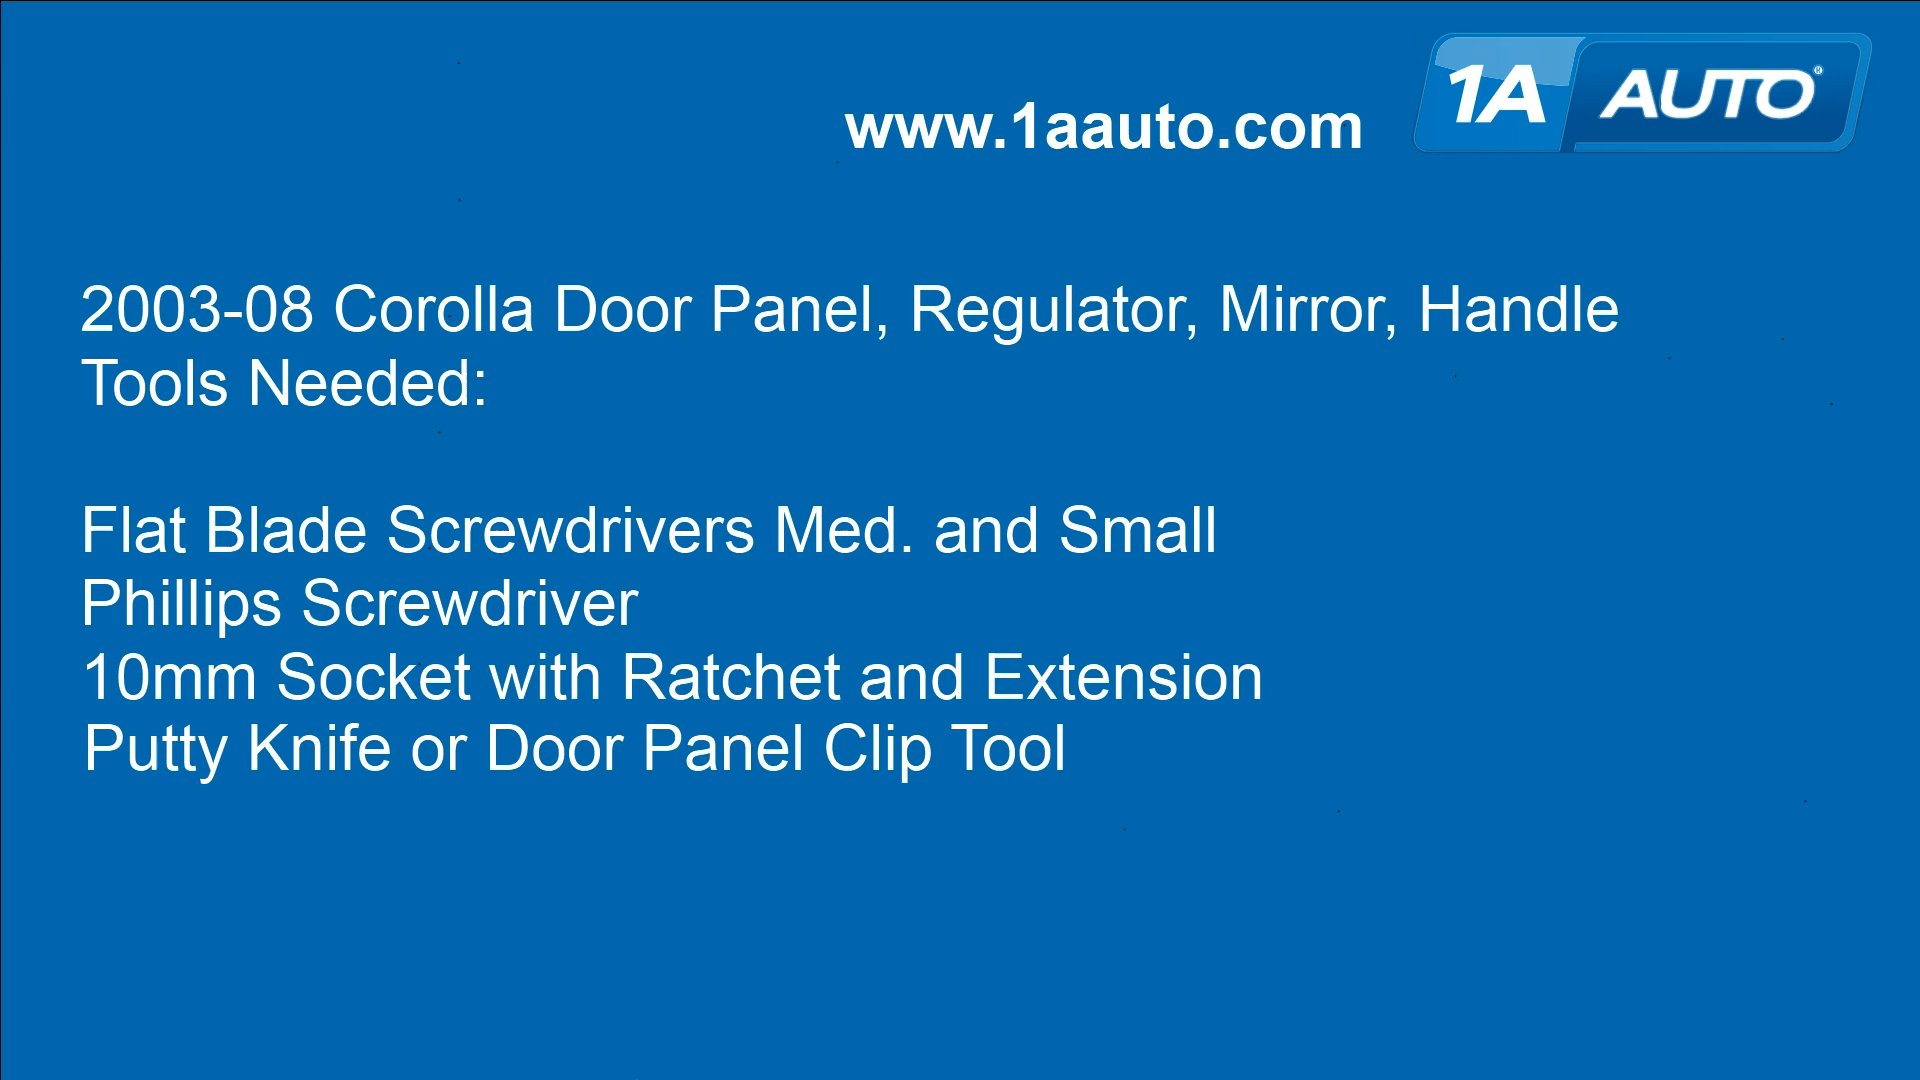 www.1aauto.com
1A AUTO®
2003-08 Corolla Door Panel, Regulator, Mirror, Handle
Tools Needed:
Flat Blade Screwdrivers Med. and Small
Phillips Screwdriver
10mm Socket with Ratchet and Extension
Putty Knife or Door Panel Clip Tool